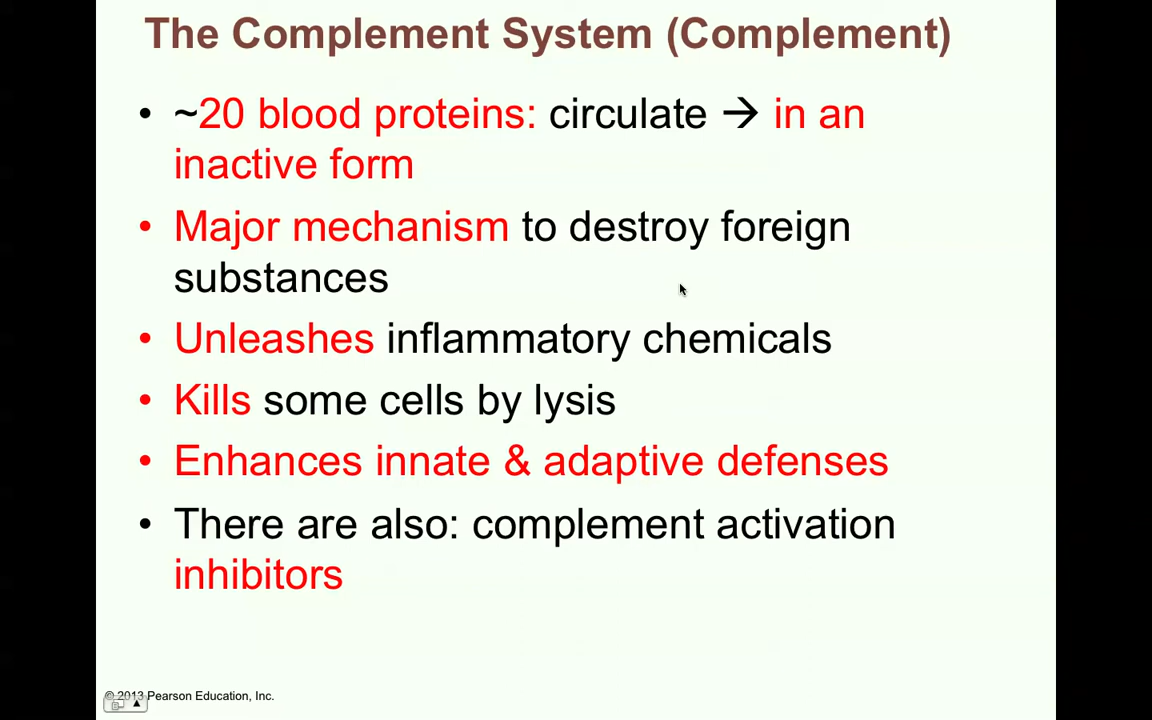 The Complement System (Complement)
• ~20 blood proteins: circulate → in an
inactive form
• Major mechanism to destroy foreign
substances
• Unleashes inflammatory chemicals
• Kills some cells by lysis
• Enhances innate & adaptive defenses
• There are also: complement activation
inhibitors
© 2013 Pearson Education, Inc.